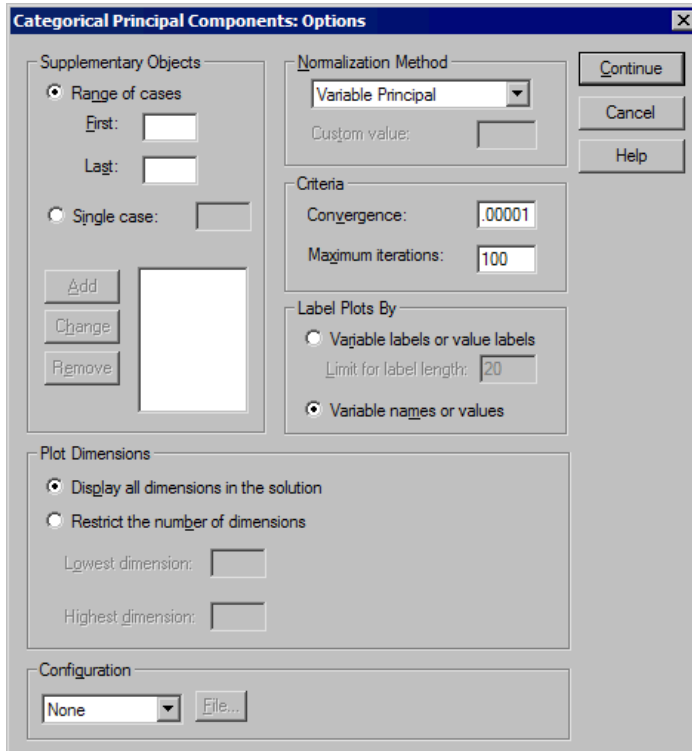 Categorical Principal Components: Options
Supplementary Objects
Range of cases
First:
Last:
Single case:
Add
Change
Remove
Normalization Method
Variable Principal
Custom value:
Criteria
Convergence: .00001
Maximum iterations: 100
Label Plots By
Variable labels or value labels
Limit for label length: 20
Variable names or values
Continue
Cancel
Help
Plot Dimensions
Display all dimensions in the solution
Restrict the number of dimensions
Lowest dimension:
Highest dimension:
Configuration
None File...